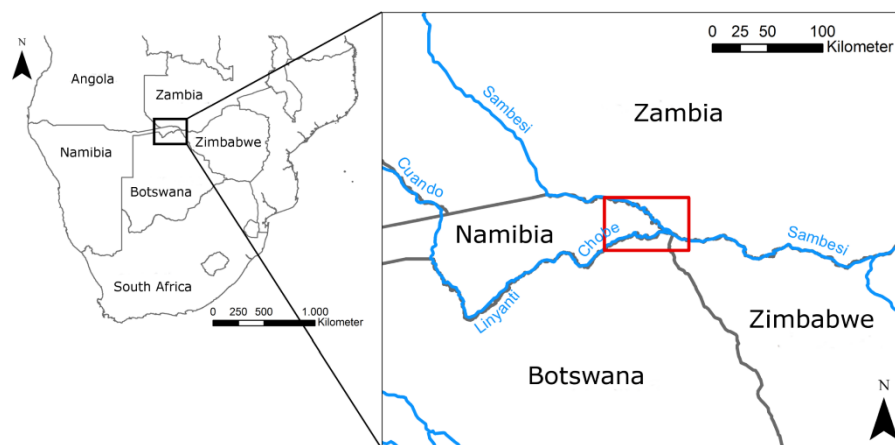 N
Angola
Zambia
Namibia
Zimbabwe
Botswana
South Africa
0 250 500 1.000
Kilometer
0 25 50 100
Kilometer
Sambesi
Zambia
Cuando
Namibia
Chobe
Sambesi
Linyanti
Zimbabwe
Botswana
N